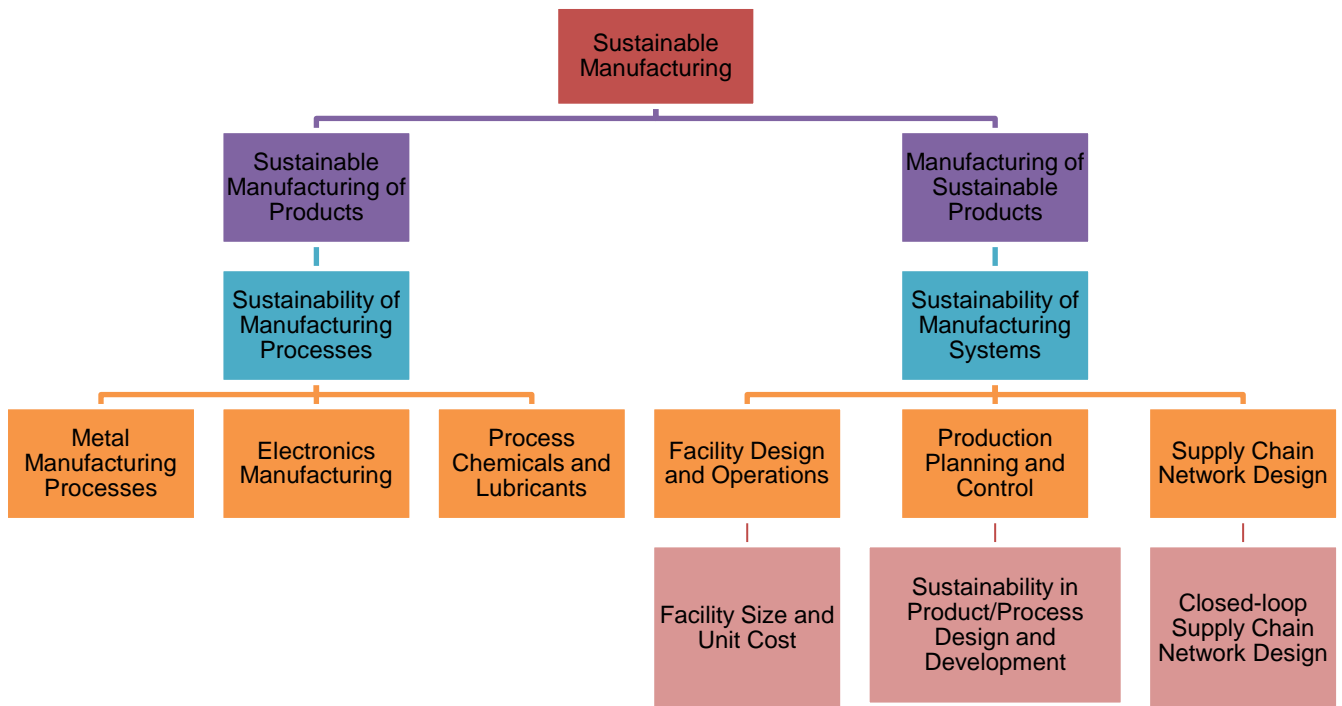 Sustainable
Manufacturing
Sustainable
Manufacturing of
Products
Manufacturing of
Sustainable
Products
Sustainability of
Manufacturing
Processes
Sustainability of
Manufacturing
Systems
Metal
Manufacturing
Processes
Electronics
Manufacturing
Process
Chemicals and
Lubricants
Facility Design
and Operations
Production
Planning and
Control
Supply Chain
Network Design
Facility Size and
Unit Cost
Sustainability in
Product/Process
Design and
Development
Closed-loop
Supply Chain
Network Design